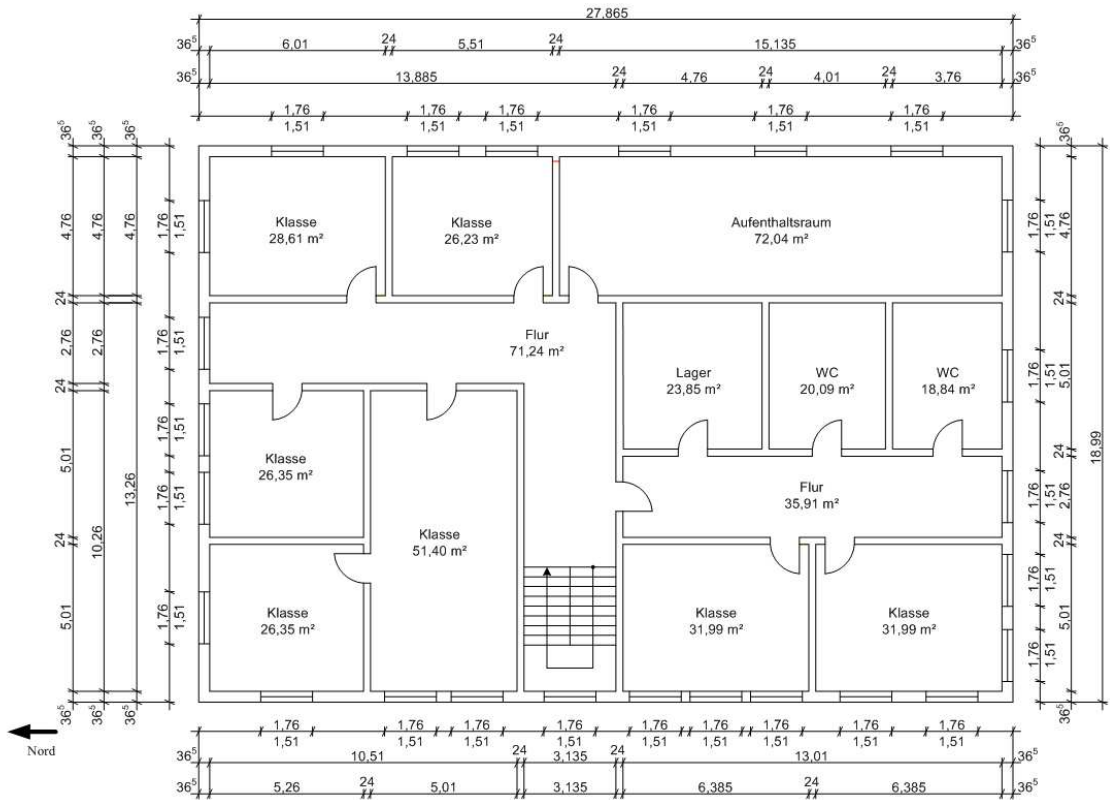 27,865
36⁵ 6,01 24 5,51 24 15,135 36⁵
36⁵ 13,885 24 4,76 24 4,01 24 3,76 36⁵
1,76 1,76 1,76 1,76 1,76 1,76
1,51 1,51 1,51 1,51 1,51 1,51
36⁵ 36⁵ 36⁵
4,76 4,76 4,76
24
2,76 2,76
24
5,01
24
5,01
10,26
13,26
36⁵ 36⁵ 36⁵
1,76 1,51
1,76 1,51
1,76 1,51
1,76 1,51
1,76 1,51
Klasse
28,61 m²
Klasse
26,23 m²
Aufenthaltsraum
72,04 m²
Flur
71,24 m²
Lager
23,85 m²
WC
20,09 m²
WC
18,84 m²
Klasse
26,35 m²
Klasse
51,40 m²
Flur
35,91 m²
Klasse
26,35 m²
Klasse
31,99 m²
Klasse
31,99 m²
1,76 1,51
1,76 1,51
1,76 1,51
1,76 1,51
1,76 1,51
36⁵
4,76
24
5,01
24
2,76
24
5,01
36⁵
18,99
Nord
1,76 1,76 1,76 1,76 1,76 1,76 1,76 1,76 1,76
1,51 1,51 1,51 1,51 1,51 1,51 1,51 1,51 1,51
36⁵ 10,51 24 3,135 24 13,01 36⁵
36⁵ 5,26 24 5,01 3,135 6,385 24 6,385 36⁵